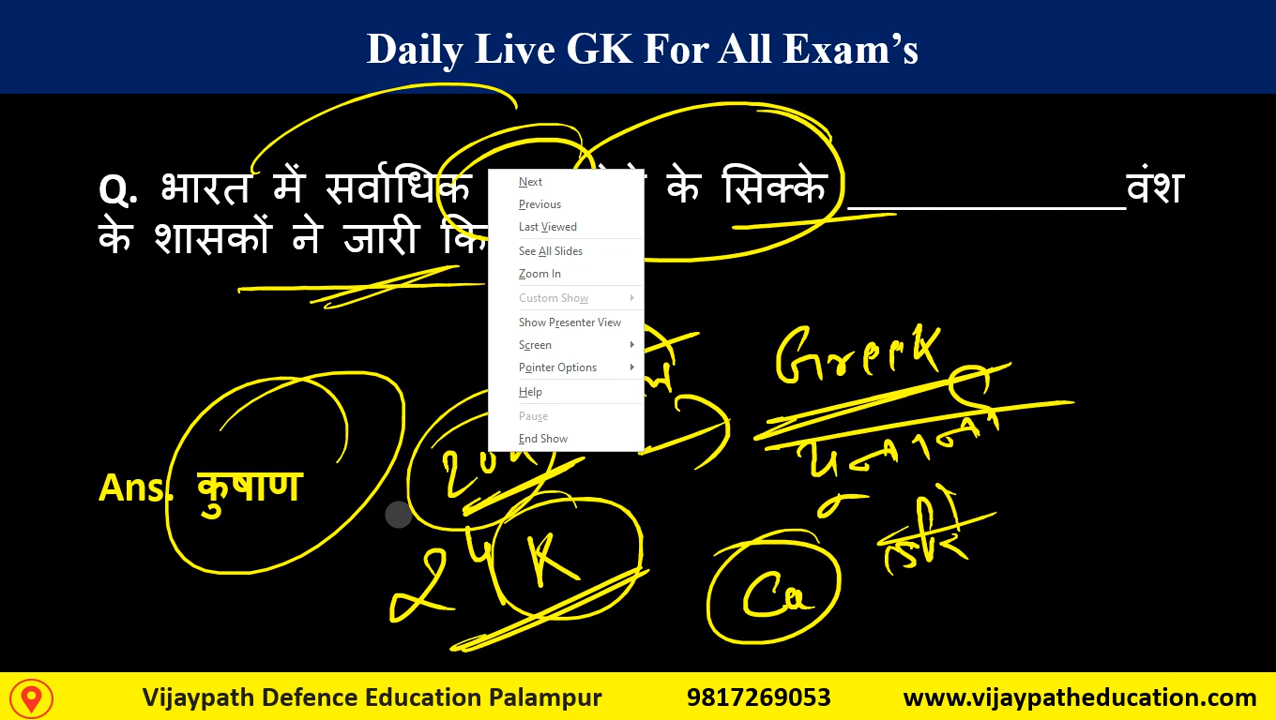 Daily Live GK For All Exam's
Q. भारत में सर्वाधिक के सिक्के ____________वंश
के शासकों ने जारी
Next
Previous
Last Viewed
See All Slides
Zoom In
Custom Show
Show Presenter View
Screen
Pointer Options
Help
Pause
End Show
Greek
Ans. कुषाण
24 K
Ca
Vijaypath Defence Education Palampur 9817269053 www.vijaypatheducation.com